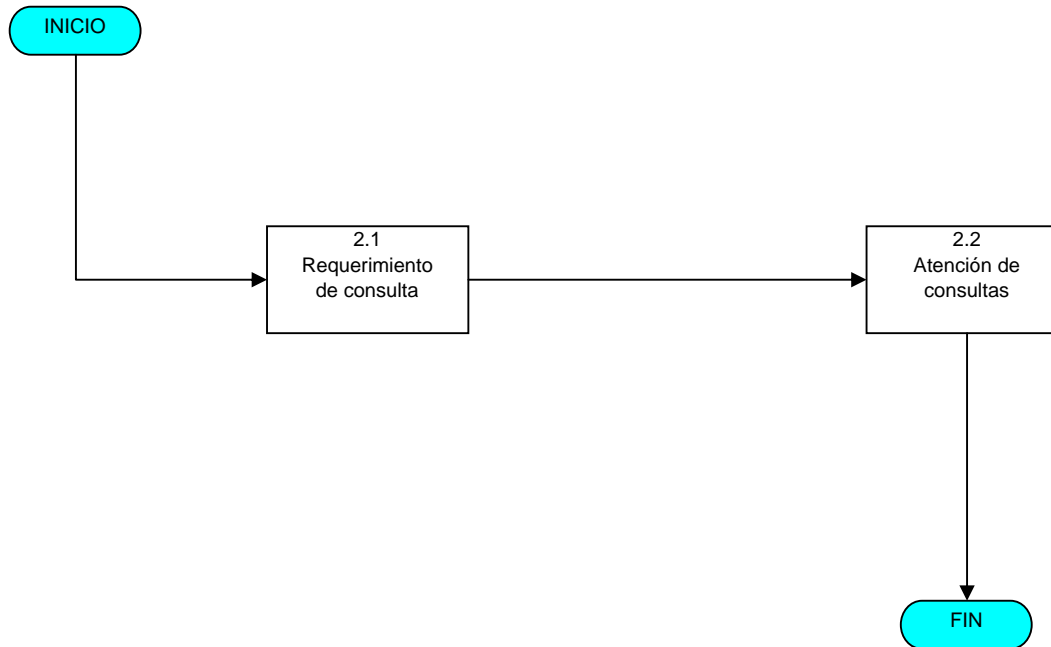 INICIO
2.1
Requerimiento
de consulta
2.2
Atención de
consultas
FIN